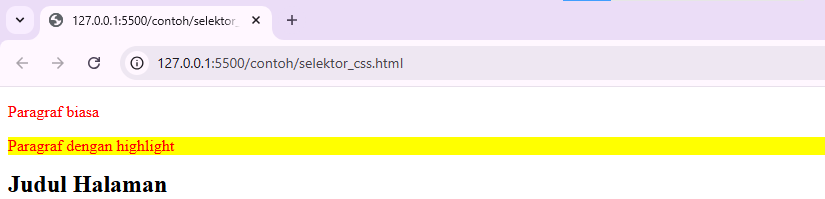 127.0.0.1:5500/contoh/selektor_
127.0.0.1:5500/contoh/selektor_css.html
Paragraf biasa
Paragraf dengan highlight
Judul Halaman